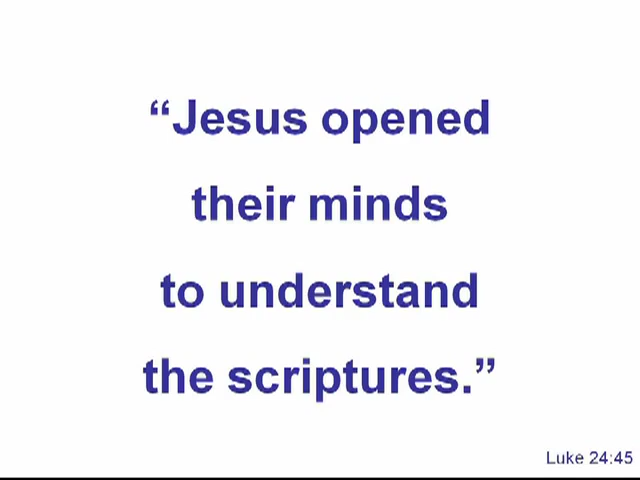 “Jesus opened
their minds
to understand
the scriptures.”
Luke 24:45